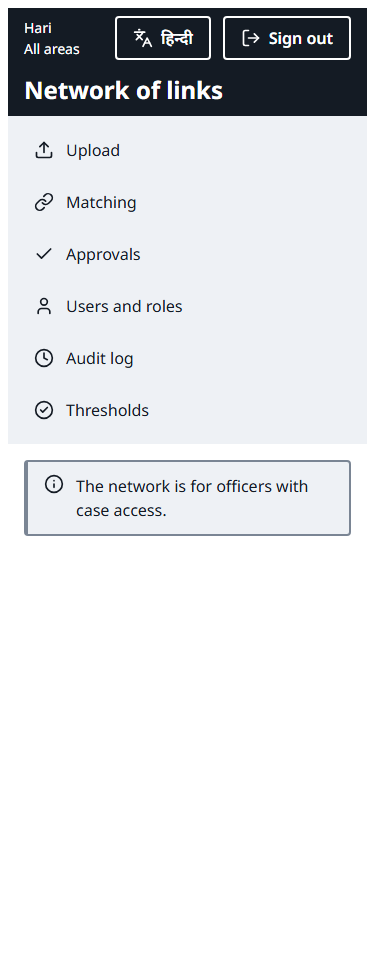 Hari
All areas
हिन्दी
Sign out
Network of links
Upload
Matching
Approvals
Users and roles
Audit log
Thresholds
The network is for officers with
case access.